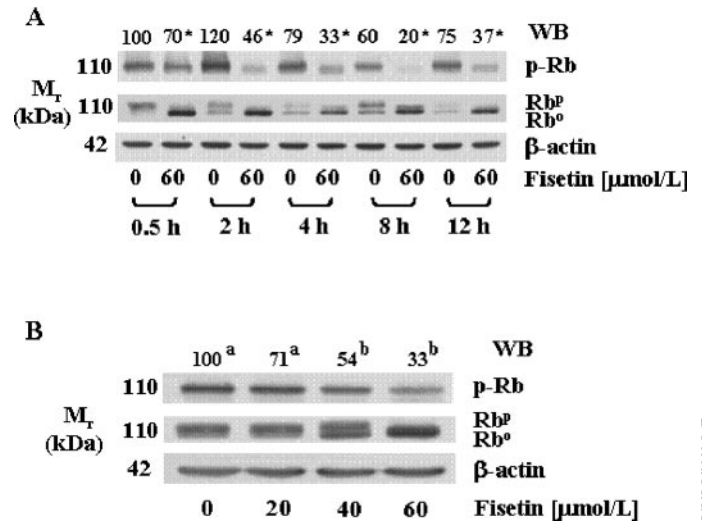 A
100 70* 120 46* 79 33* 60 20* 75 37* WB
110 p-Rb
Mr (kDa)
110 Rbᵖ
Rbᵒ
42 β-actin
0 60 0 60 0 60 0 60 0 60 Fisetin [μmol/L]
0.5 h 2 h 4 h 8 h 12 h
B
100ᵃ 71ᵃ 54ᵇ 33ᵇ WB
110 p-Rb
Mr (kDa)
110 Rbᵖ
Rbᵒ
42 β-actin
0 20 40 60 Fisetin [μmol/L]